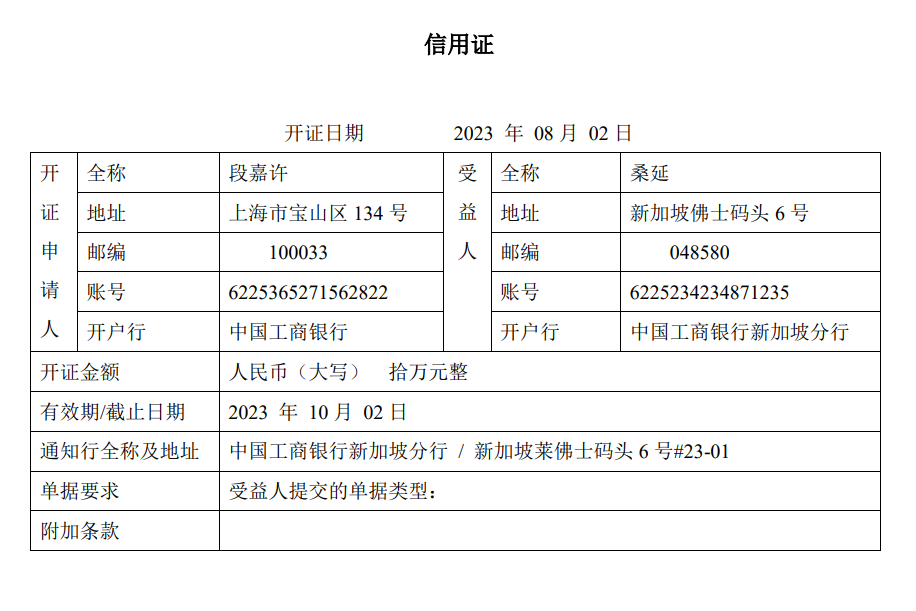 信用证
开证日期 2023 年 08月 02日
开证申请人 全称 段嘉许 受益人 全称 桑延
地址 上海市宝山区 134 号 地址 新加坡佛士码头 6 号
邮编 100033 邮编 048580
账号 6225365271562822 账号 6225234234871235
开户行 中国工商银行 开户行 中国工商银行新加坡分行
开证金额 人民币（大写） 拾万元整
有效期/截止日期 2023 年 10月 02日
通知行全称及地址 中国工商银行新加坡分行 / 新加坡莱佛士码头 6 号#23-01
单据要求 受益人提交的单据类型：
附加条款